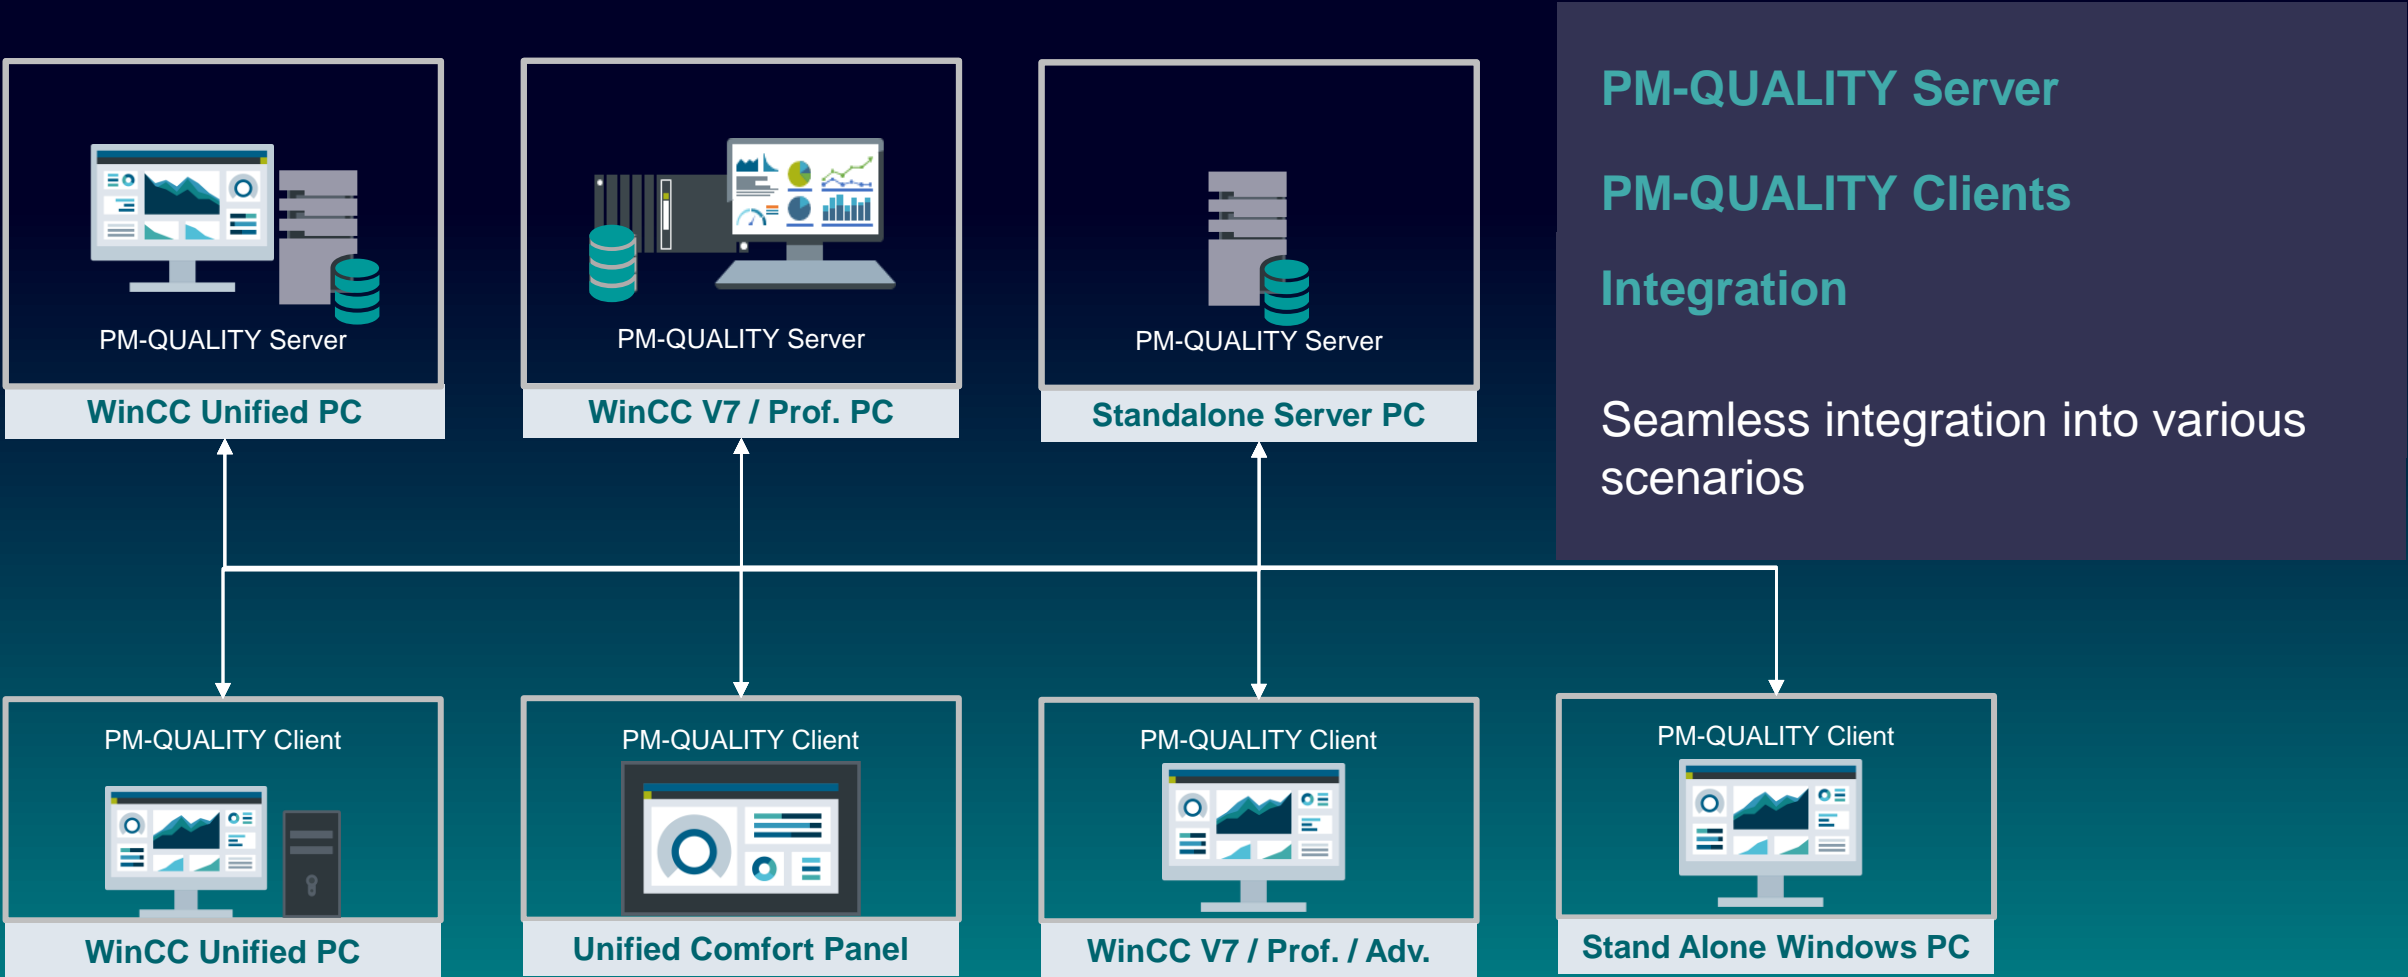 PM-QUALITY Server
WinCC Unified PC
PM-QUALITY Server
WinCC V7 / Prof. PC
PM-QUALITY Server
Standalone Server PC
PM-QUALITY Server
PM-QUALITY Clients
Integration
Seamless integration into various
scenarios
PM-QUALITY Client
WinCC Unified PC
PM-QUALITY Client
Unified Comfort Panel
PM-QUALITY Client
WinCC V7 / Prof. / Adv.
PM-QUALITY Client
Stand Alone Windows PC